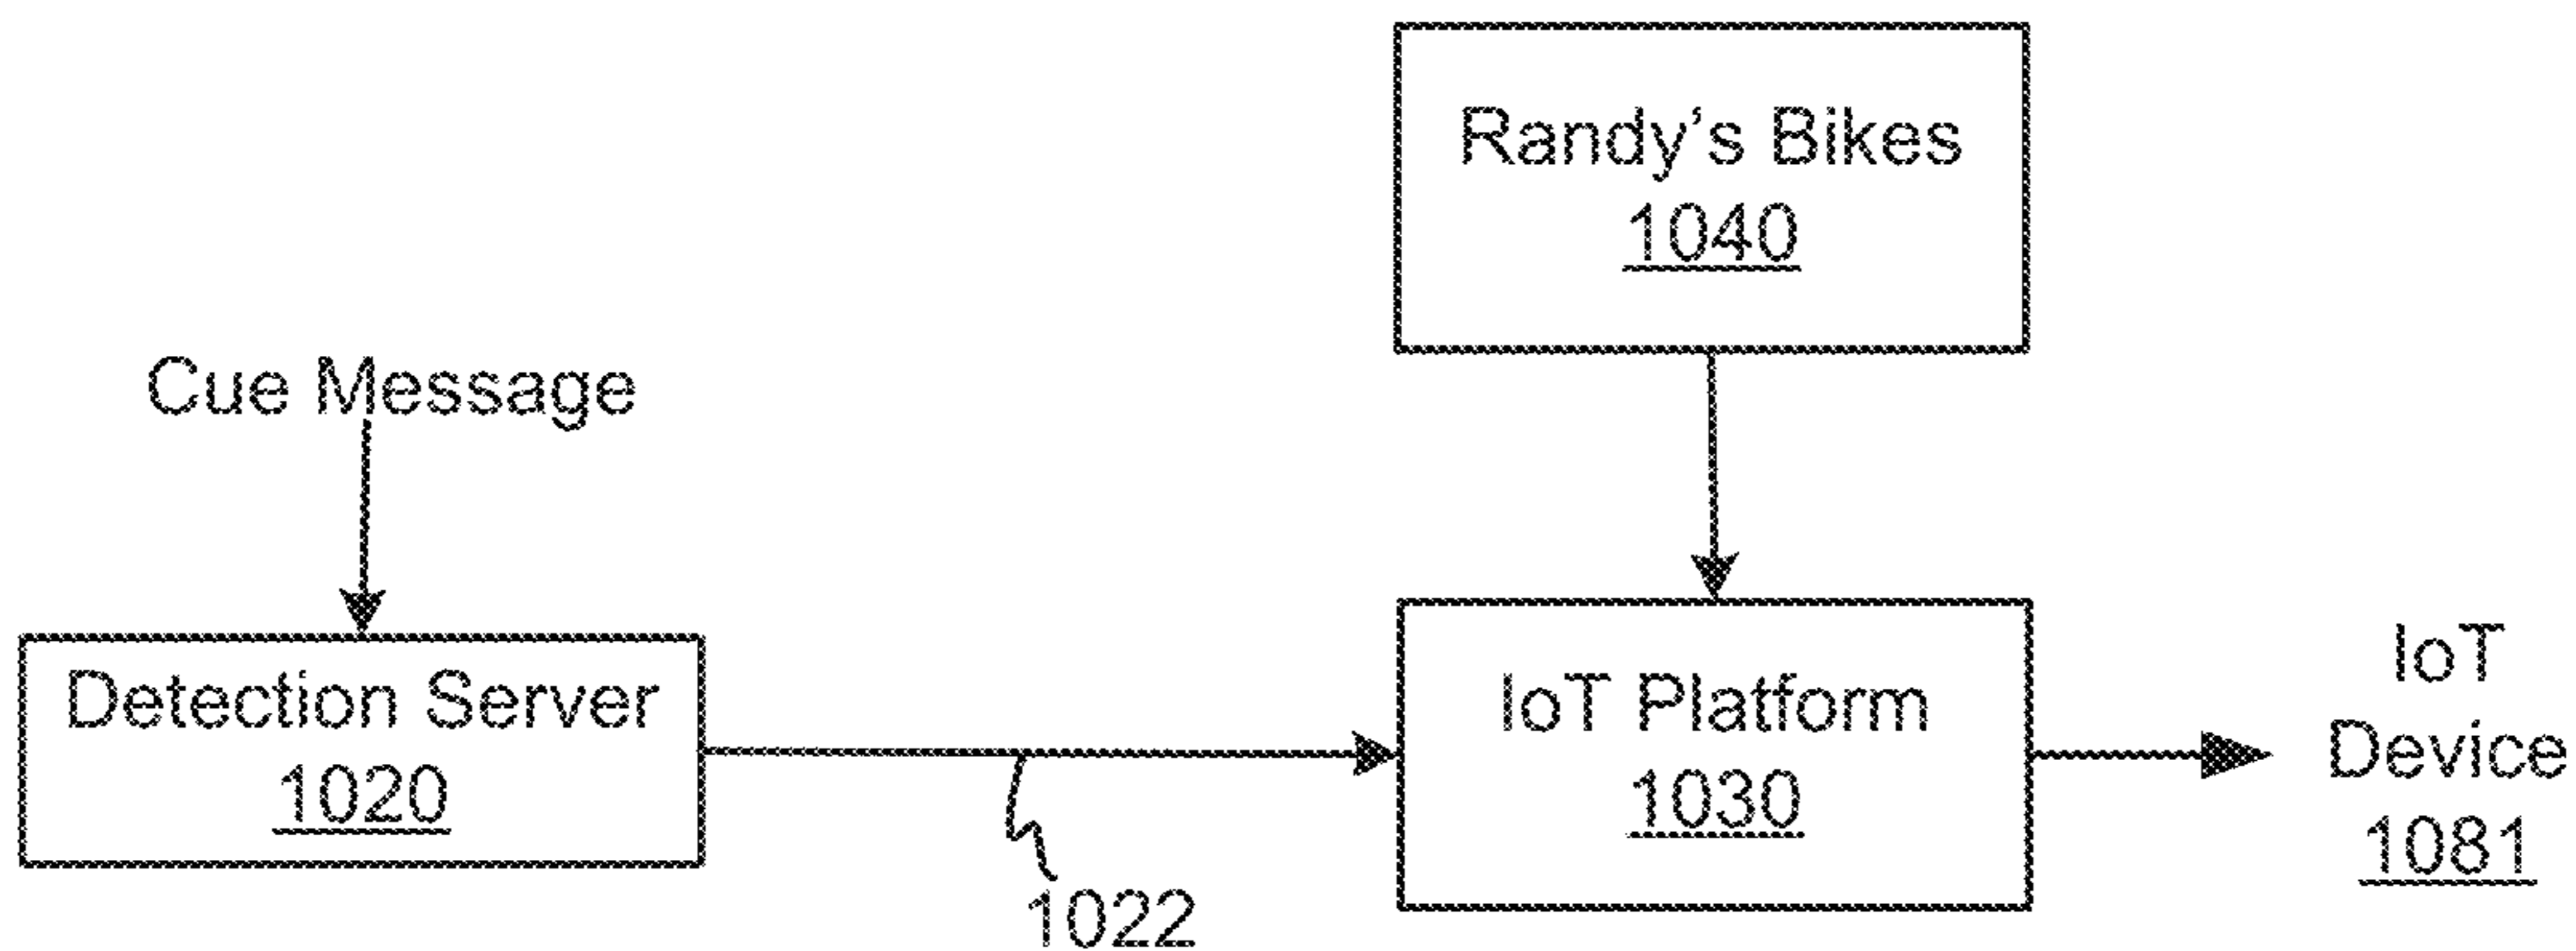 Randy's Bikes
1040
Cue Message
Detection Server
1020
1022
IoT Platform
1030
IoT
Device
1081